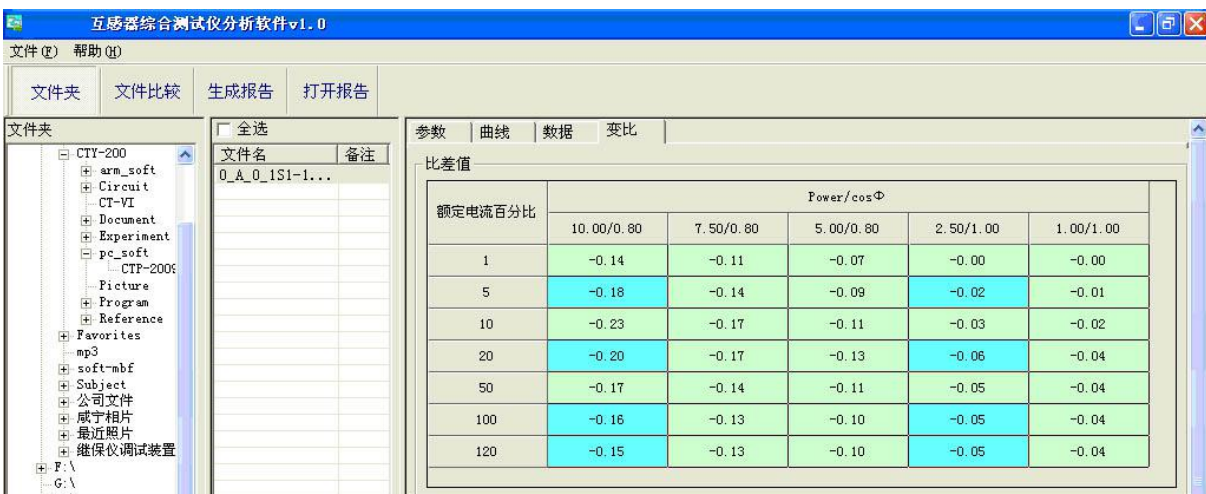 互感器综合测试仪分析软件v1.0
文件(F) 帮助(H)
文件夹 文件比较 生成报告 打开报告
文件夹
CTY-200
arm_soft
Circuit
CT-VI
Document
Experiment
pc_soft
CTP-2009
Picture
Program
Reference
Favorites
mp3
soft-mbf
Subject
公司文件
咸宁相片
最近照片
继保仪调试装置
F:\
G:\
全选
文件名 备注
0_A_0_1S1-1...
参数 曲线 数据 变比
比差值
额定电流百分比 Power/cosΦ
10.00/0.80 7.50/0.80 5.00/0.80 2.50/1.00 1.00/1.00
1 -0.14 -0.11 -0.07 -0.00 -0.00
5 -0.18 -0.14 -0.09 -0.02 -0.01
10 -0.23 -0.17 -0.11 -0.03 -0.02
20 -0.20 -0.17 -0.13 -0.06 -0.04
50 -0.17 -0.14 -0.11 -0.05 -0.04
100 -0.16 -0.13 -0.10 -0.05 -0.04
120 -0.15 -0.13 -0.10 -0.05 -0.04